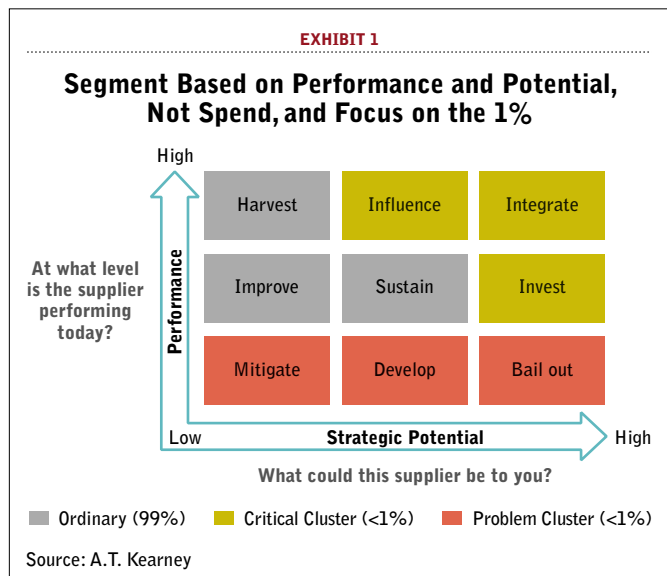 EXHIBIT 1
Segment Based on Performance and Potential,
Not Spend, and Focus on the 1%
High
Harvest
Influence
Integrate
At what level
is the supplier
performing
today?
Performance
Improve
Sustain
Invest
Mitigate
Develop
Bail out
Low
Strategic Potential
High
What could this supplier be to you?
Ordinary (99%)
Critical Cluster (<1%)
Problem Cluster (<1%)
Source: A.T. Kearney